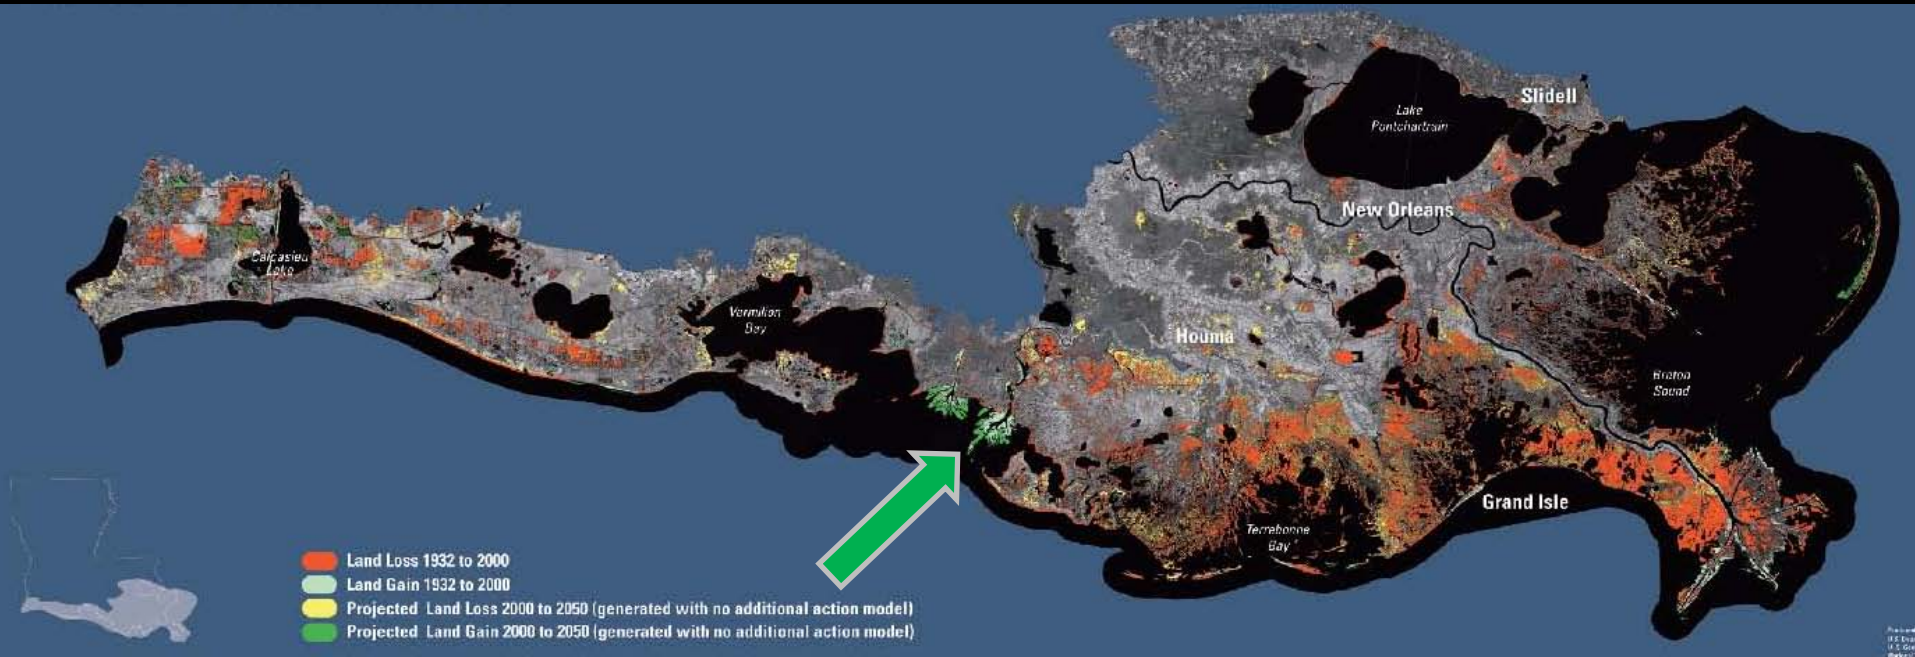 Slidell
Lake
Pontchartrain
New Orleans
Calcasieu
Lake
Vermilion
Bay
Houma
Breton
Sound
Grand Isle
Terrebonne
Bay
Land Loss 1932 to 2000
Land Gain 1932 to 2000
Projected Land Loss 2000 to 2050 (generated with no additional action model)
Projected Land Gain 2000 to 2050 (generated with no additional action model)